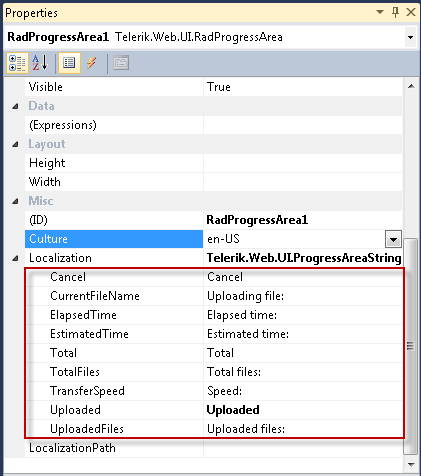 Properties
RadProgressArea1 Telerik.Web.UI.RadProgressArea
Visible True
Data
(Expressions)
Layout
Height
Width
Misc
(ID) RadProgressArea1
Culture en-US
Localization Telerik.Web.UI.ProgressAreaString
Cancel Cancel
CurrentFileName Uploading file:
ElapsedTime Elapsed time:
EstimatedTime Estimated time:
Total Total
TotalFiles Total files:
TransferSpeed Speed:
Uploaded Uploaded
UploadedFiles Uploaded files:
LocalizationPath